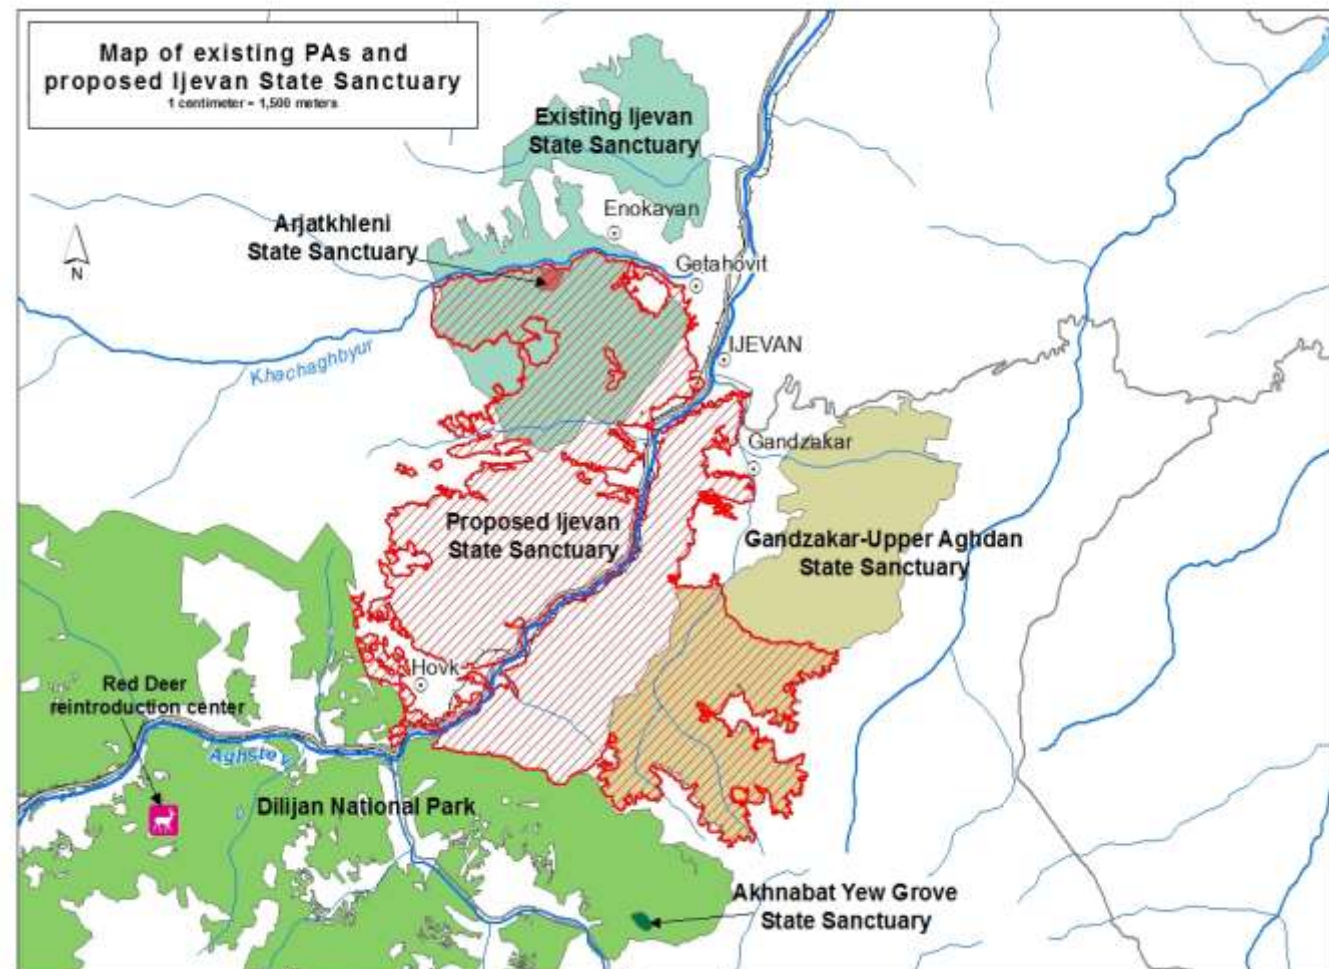 Map of existing PAs and
proposed Ijevan State Sanctuary
1 centimeter = 1,500 meters
Existing Ijevan
State Sanctuary
Enokavan
Arjatkhleni
State Sanctuary
N
Getahovit
IJEVAN
Khachaghbyur
Gandzakar
Proposed Ijevan
State Sanctuary
Gandzakar-Upper Aghdan
State Sanctuary
Hovk
Red Deer
reintroduction center
Aghstev
Dilijan National Park
Akhnabat Yew Grove
State Sanctuary